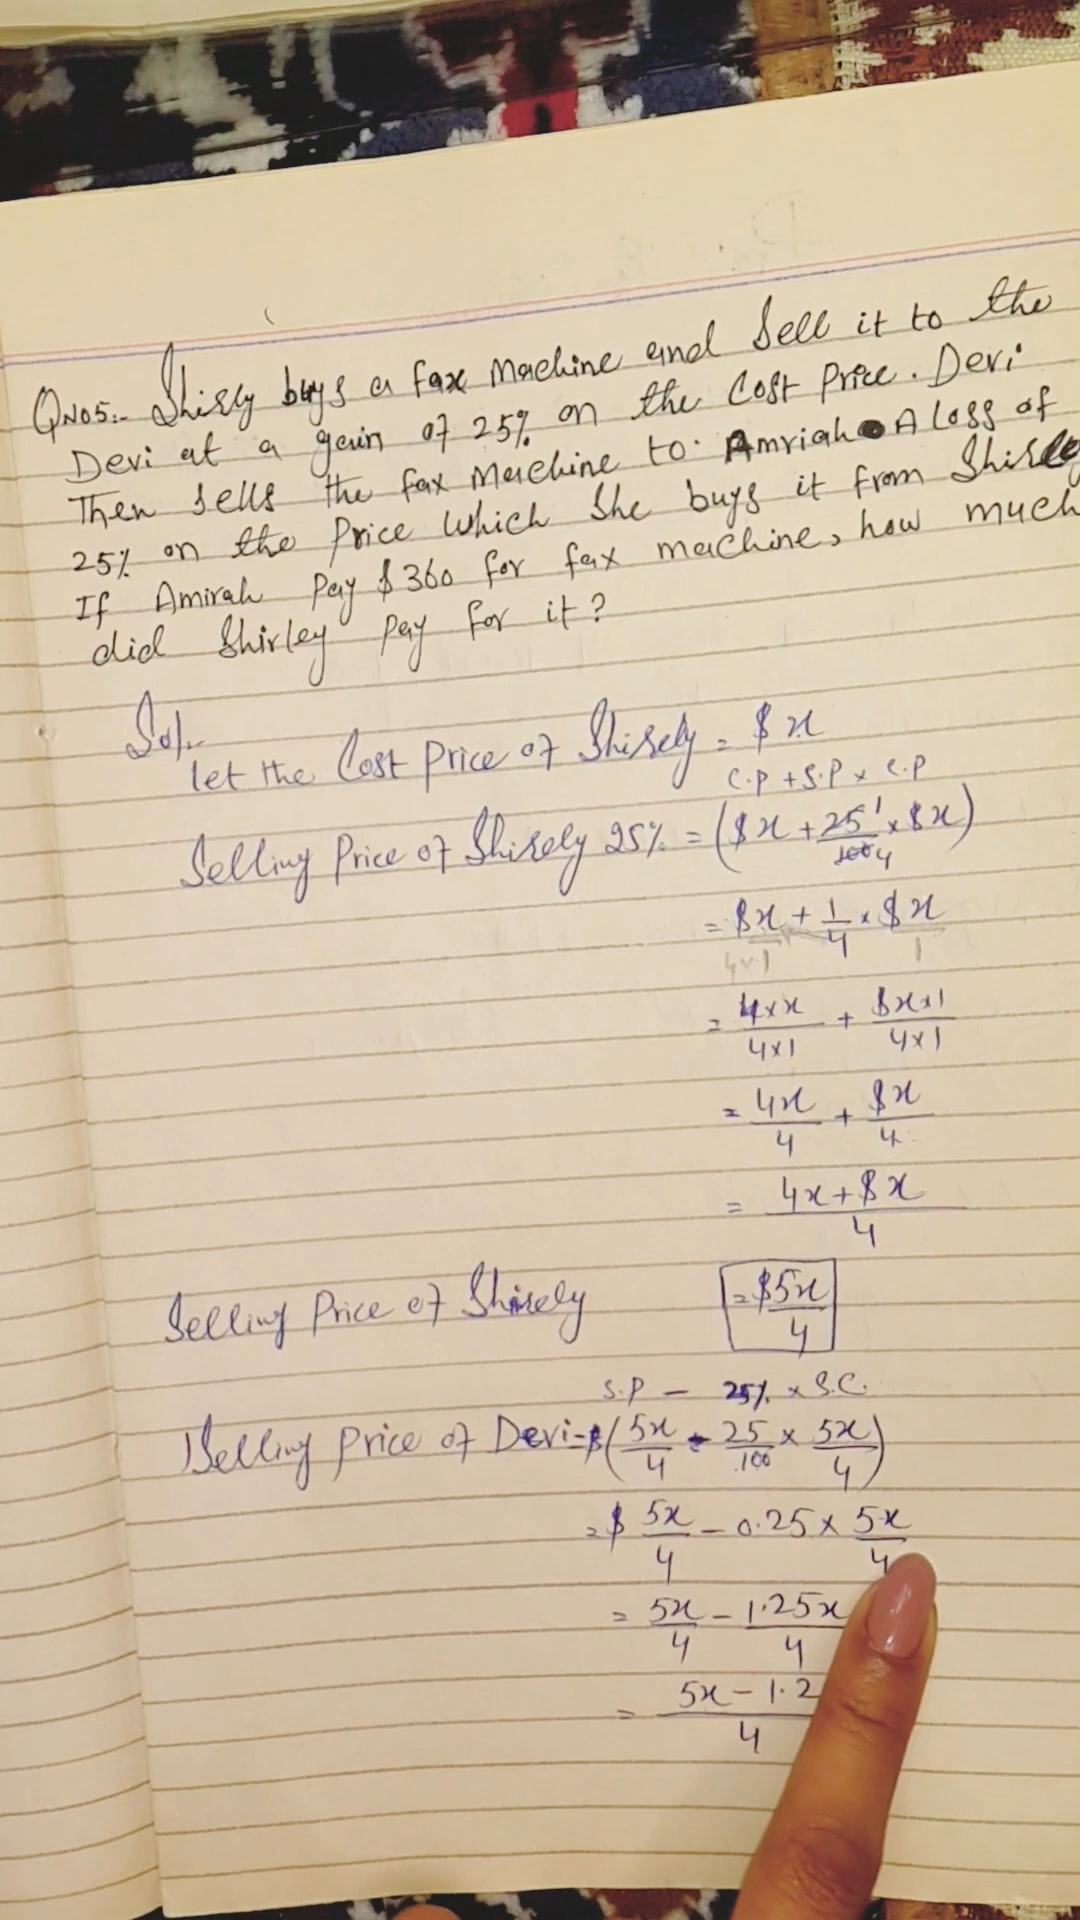 QNO5:- Shirly buys a fax Machine and Sell it to the
Devi at a gain of 25% on the Cost Price. Devi
Then sells the fax Machine to Amriah A Loss of
25% on the Price which She buys it from Shirley
If Amirah Pay $360 for fax machine, how much
did Shirley pay for it?
Sol:-
let the Cost Price of Shirely = $x
C.P + S.P x C.P
Selling Price of Shirely 25% = ($x + 25/100 1/4 x $x)
= $x + 1/4 x $x
4x1 1
= 4xx/4x1 + $xx1/4x1
= 4x/4 + $x/4
= 4x+$x/4
Selling Price of Shirely = $5x/4
S.P - 25% x S.C.
Selling Price of Devi = $(5x/4 - 25/100 x 5x/4)
= $ 5x/4 - 0.25 x 5x/4
= 5x/4 - 1.25x/4
= 5x - 1.2/4